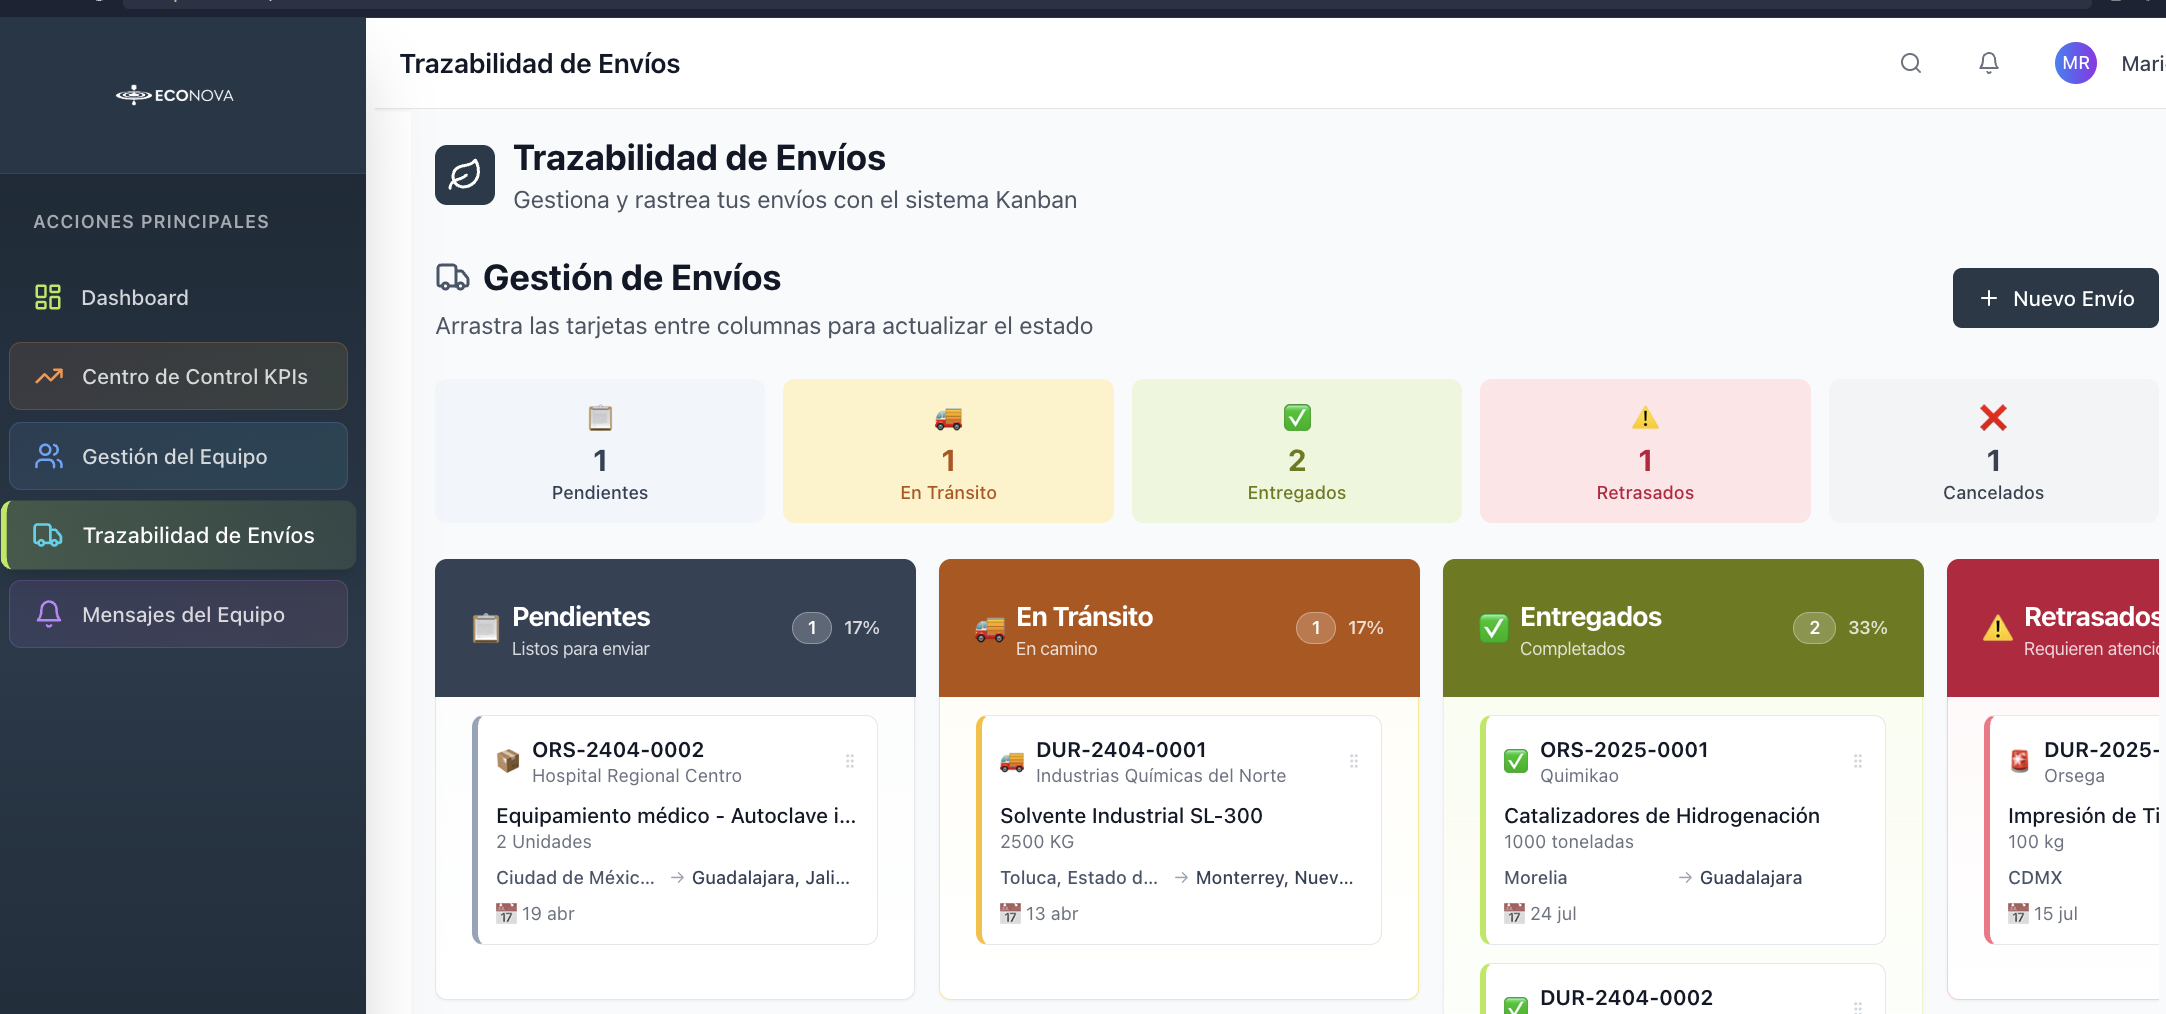 Trazabilidad de Envíos
MR
Mari
ECONOVA
ACCIONES PRINCIPALES
Dashboard
Centro de Control KPIs
Gestión del Equipo
Trazabilidad de Envíos
Mensajes del Equipo
Trazabilidad de Envíos
Gestiona y rastrea tus envíos con el sistema Kanban
Gestión de Envíos
Arrastra las tarjetas entre columnas para actualizar el estado
+ Nuevo Envío
1
Pendientes
1
En Tránsito
2
Entregados
1
Retrasados
1
Cancelados
Pendientes
Listos para enviar
1 17%
ORS-2404-0002
Hospital Regional Centro
Equipamiento médico - Autoclave i...
2 Unidades
Ciudad de Méxic... → Guadalajara, Jali...
19 abr
En Tránsito
En camino
1 17%
DUR-2404-0001
Industrias Químicas del Norte
Solvente Industrial SL-300
2500 KG
Toluca, Estado d... → Monterrey, Nuev...
13 abr
Entregados
Completados
2 33%
ORS-2025-0001
Quimikao
Catalizadores de Hidrogenación
1000 toneladas
Morelia → Guadalajara
24 jul
DUR-2404-0002
Retrasados
Requieren atenció
DUR-2025-
Orsega
Impresión de Ti
100 kg
CDMX
15 jul